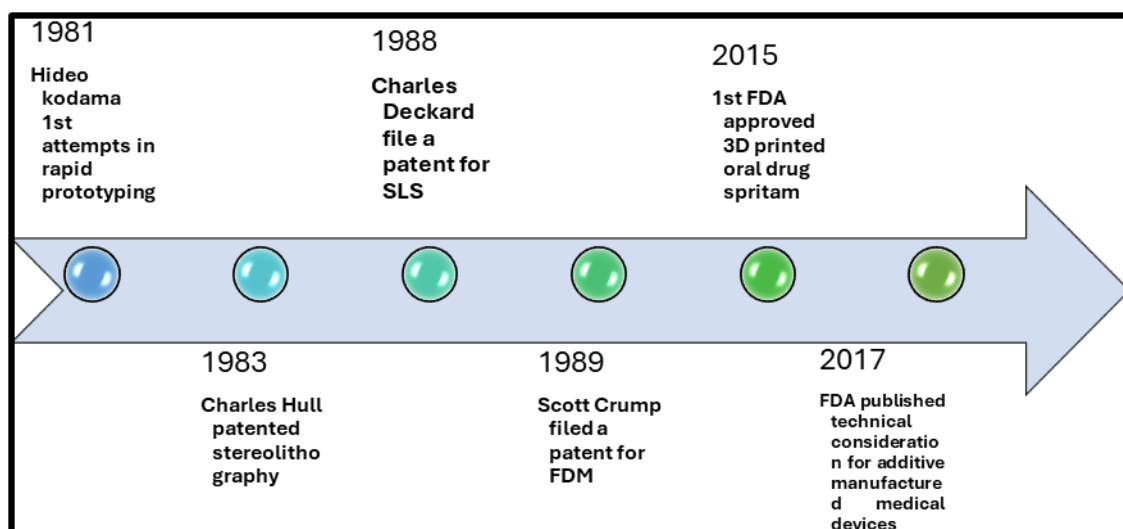 1981
Hideo
kodama
1st
attempts in
rapid
prototyping
1983
Charles Hull
patented
stereolitho
graphy
1988
Charles
Deckard
file a
patent for
SLS
1989
Scott Crump
filed a
patent for
FDM
2015
1st FDA
approved
3D printed
oral drug
spritam
2017
FDA published
technical
consideratio
n for additive
manufacture
d medical
devices